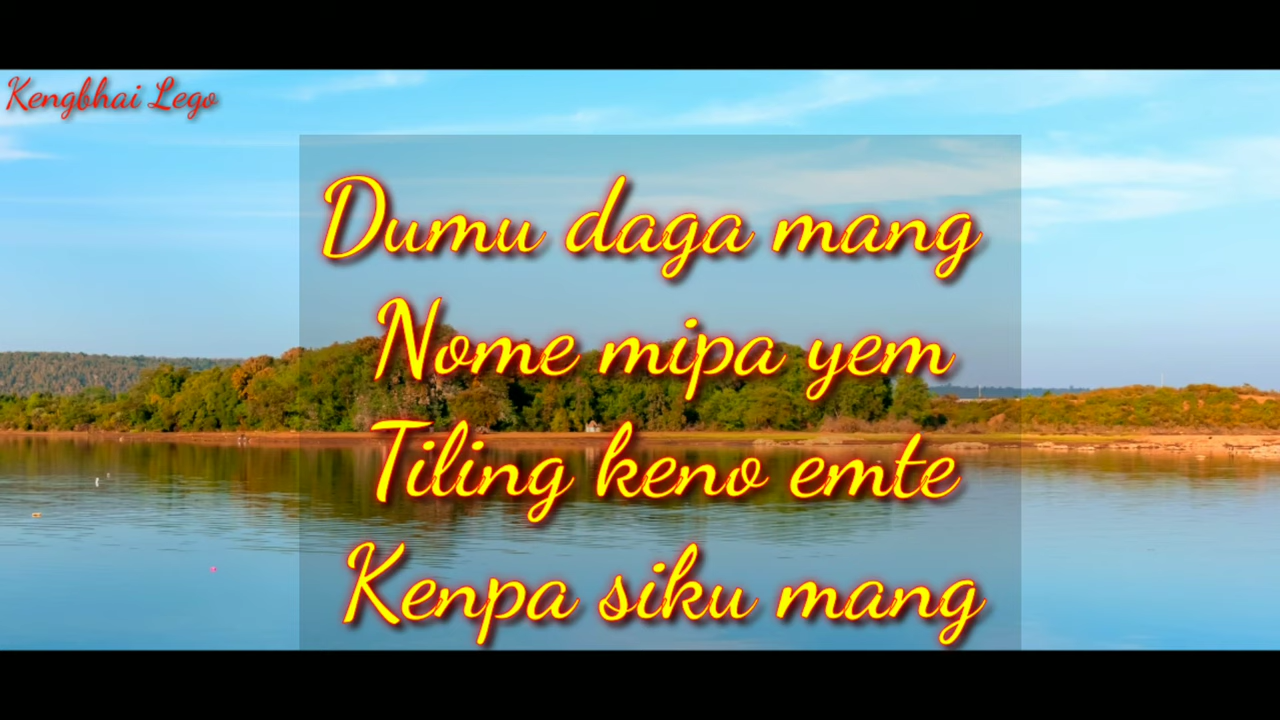 Kengbhai Lego
Dumu daga mang
Nome mipa yem
Tiling keno emte
Kenpa siku mang